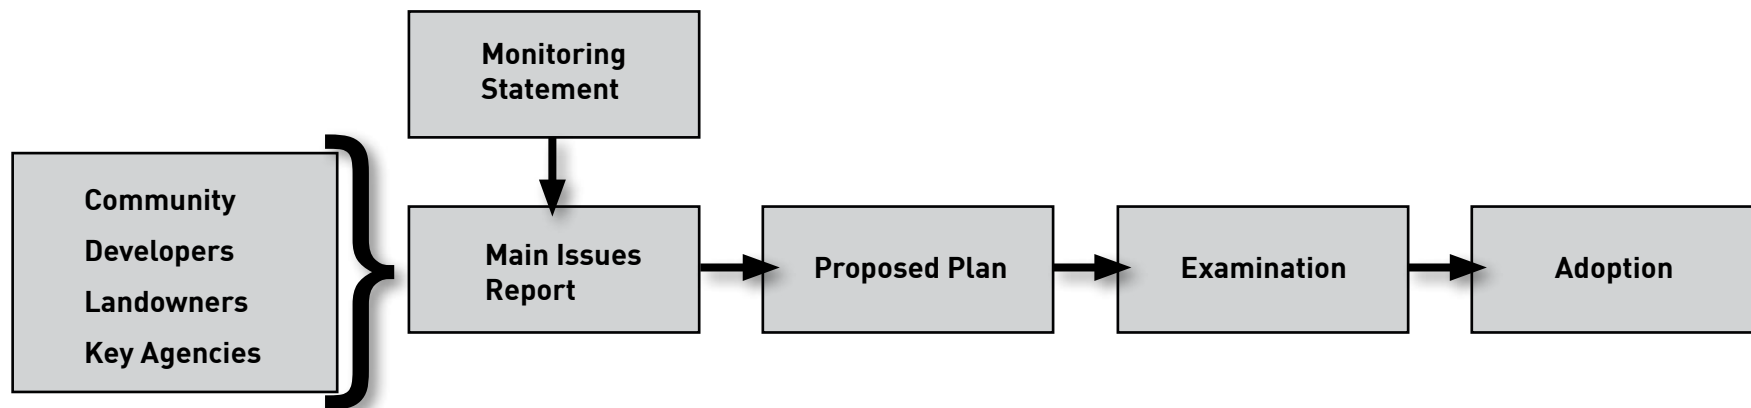 Monitoring
Statement
Community
Developers
Landowners
Key Agencies
Main Issues
Report
Proposed Plan
Examination
Adoption